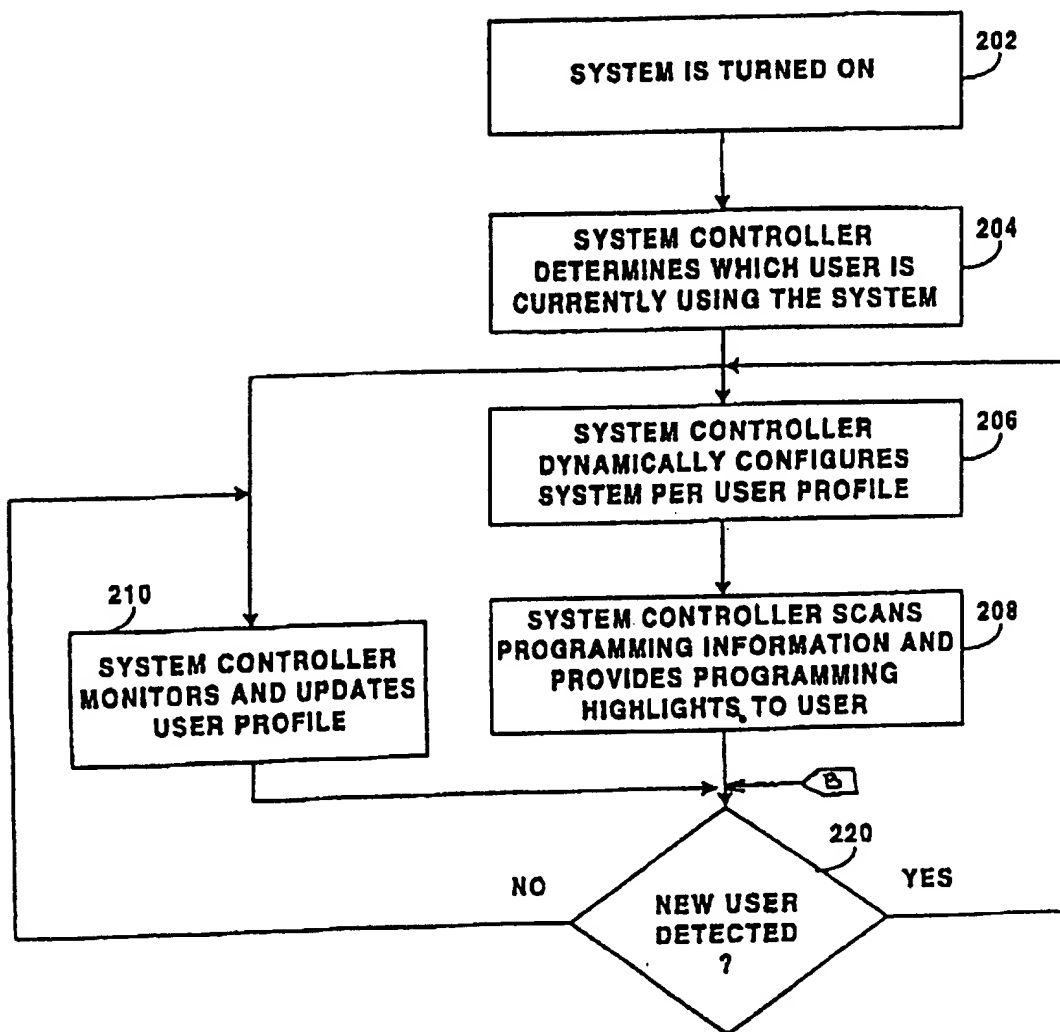 SYSTEM IS TURNED ON
202
SYSTEM CONTROLLER
DETERMINES WHICH USER IS
CURRENTLY USING THE SYSTEM
204
SYSTEM CONTROLLER
DYNAMICALLY CONFIGURES
SYSTEM PER USER PROFILE
206
210
SYSTEM CONTROLLER
MONITORS AND UPDATES
USER PROFILE
SYSTEM CONTROLLER SCANS
PROGRAMMING INFORMATION AND
PROVIDES PROGRAMMING
HIGHLIGHTS TO USER
208
B
220
NO
YES
NEW USER
DETECTED
?